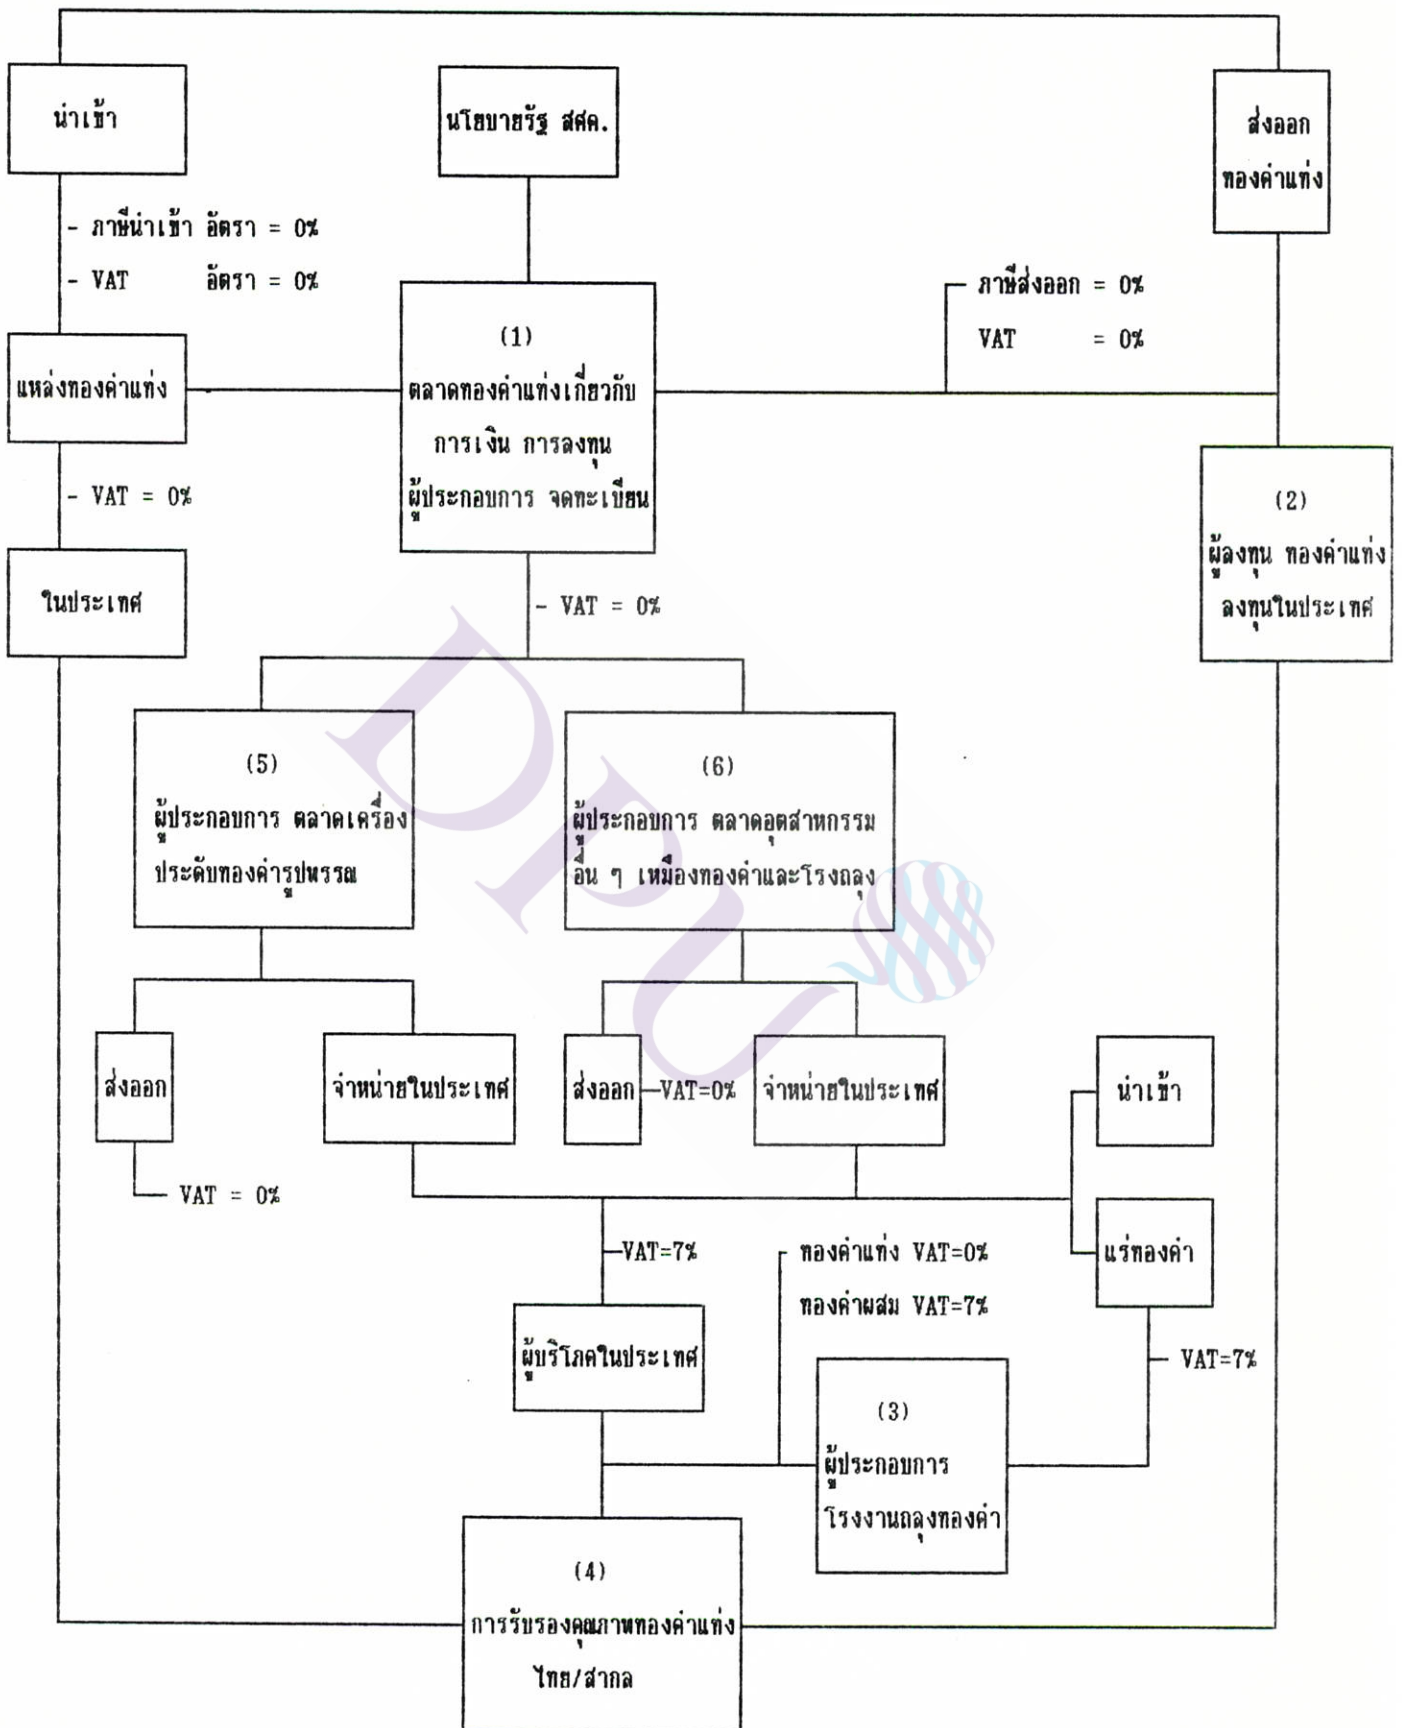 นำเข้า
นโยบายรัฐ สศค.
ส่งออก
ทองคำแท่ง
- ภาษีนำเข้า อัตรา = 0%
- VAT อัตรา = 0%
ภาษีส่งออก = 0%
VAT = 0%
แหล่งทองคำแท่ง
(1)
ตลาดทองคำแท่งเกี่ยวกับ
การเงิน การลงทุน
ผู้ประกอบการ จดทะเบียน
- VAT = 0%
(2)
ผู้ลงทุน ทองคำแท่ง
ลงทุนในประเทศ
ในประเทศ
- VAT = 0%
(5)
ผู้ประกอบการ ตลาดเครื่อง
ประดับทองคำรูปพรรณ
(6)
ผู้ประกอบการ ตลาดอุตสาหกรรม
อื่น ๆ เหมืองทองคำและโรงถลุง
DPU
ส่งออก
จำหน่ายในประเทศ
ส่งออก
VAT=0%
จำหน่ายในประเทศ
นำเข้า
VAT = 0%
VAT=7%
ทองคำแท่ง VAT=0%
ทองคำผสม VAT=7%
แร่ทองคำ
ผู้บริโภคในประเทศ
VAT=7%
(3)
ผู้ประกอบการ
โรงงานถลุงทองคำ
(4)
การรับรองคุณภาพทองคำแท่ง
ไทย/สากล